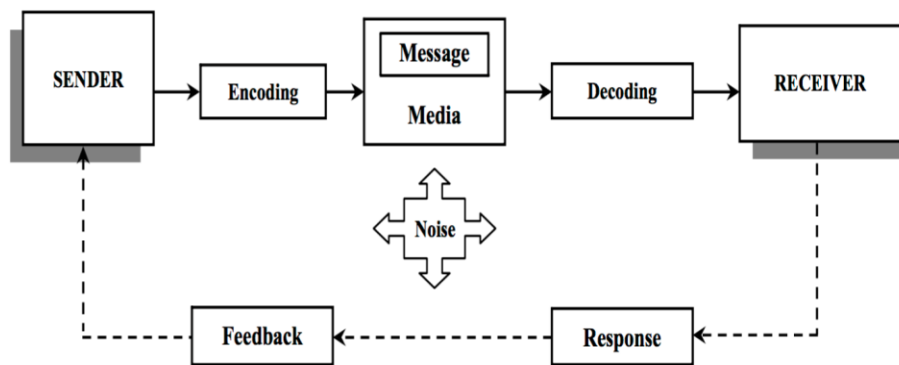 SENDER
Encoding
Message
Media
Decoding
RECEIVER
Noise
Feedback
Response